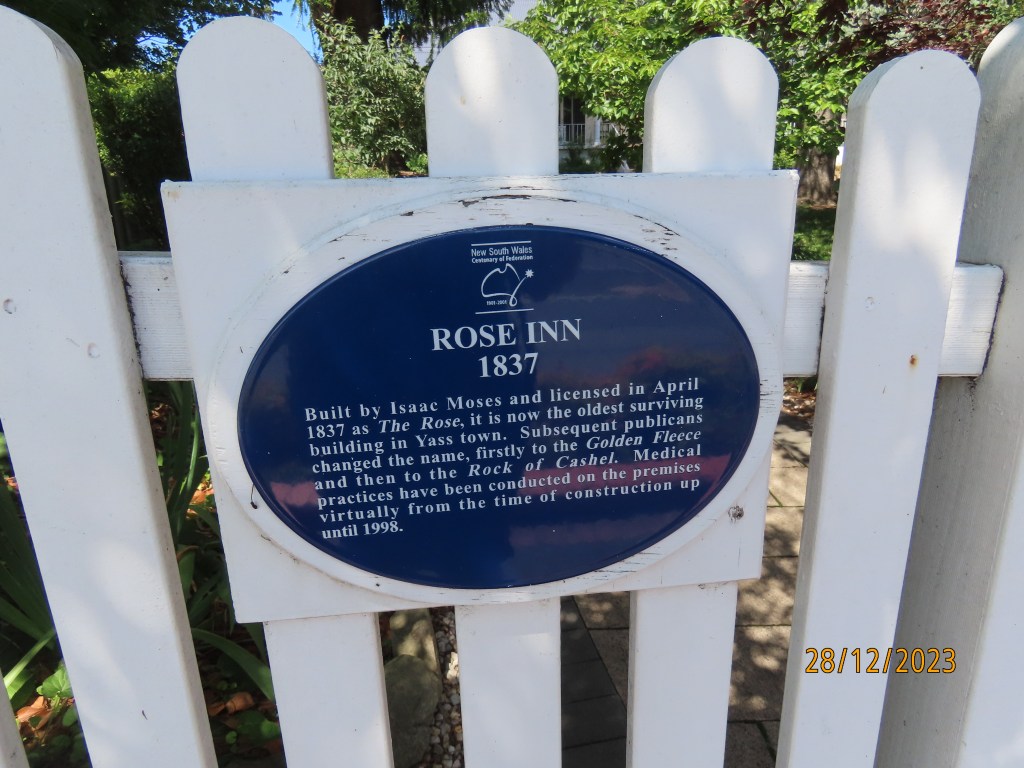 New South Wales
Centenary of Federation
1901-2001
ROSE INN
1837
Built by Isaac Moses and licensed in April
1837 as The Rose, it is now the oldest surviving
building in Yass town. Subsequent publicans
changed the name, firstly to the Golden Fleece
and then to the Rock of Cashel. Medical
practices have been conducted on the premises
virtually from the time of construction up
until 1998.
28/12/2023